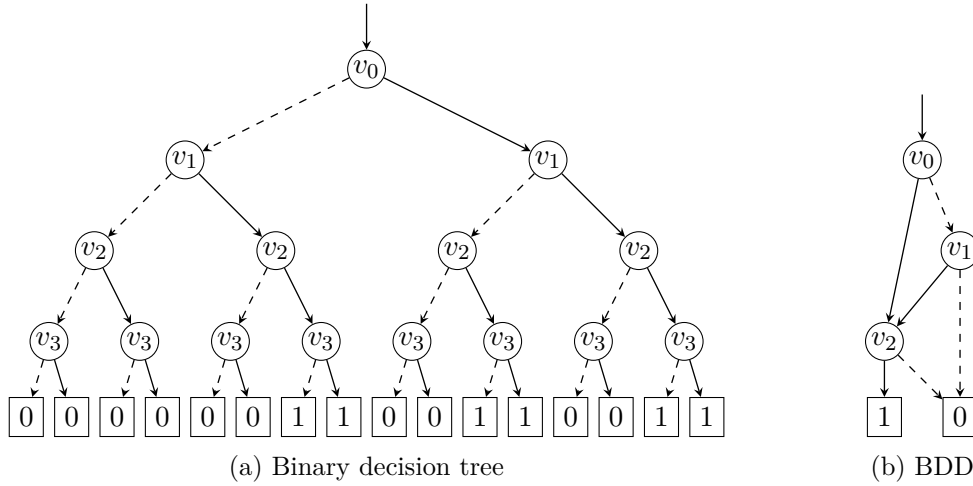 v0
v1 v1
v2 v2 v2 v2
v3 v3 v3 v3 v3 v3 v3 v3
0 0 0 0 0 0 1 1 0 0 1 1 0 0 1 1
(a) Binary decision tree
v0
v1
v2
1 0
(b) BDD